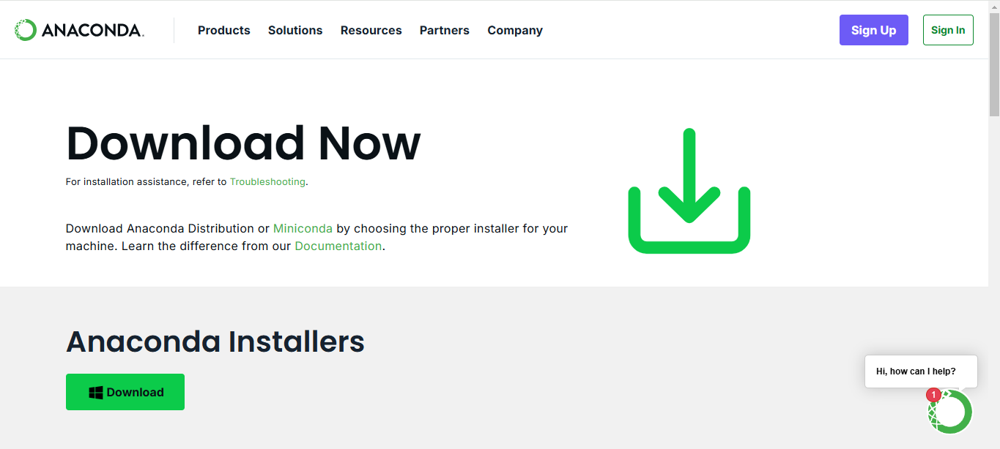 ANACONDA.
Products Solutions Resources Partners Company
Sign Up
Sign In
Download Now
For installation assistance, refer to Troubleshooting.
Download Anaconda Distribution or Miniconda by choosing the proper installer for your
machine. Learn the difference from our Documentation.
Anaconda Installers
Download
Hi, how can I help?
1